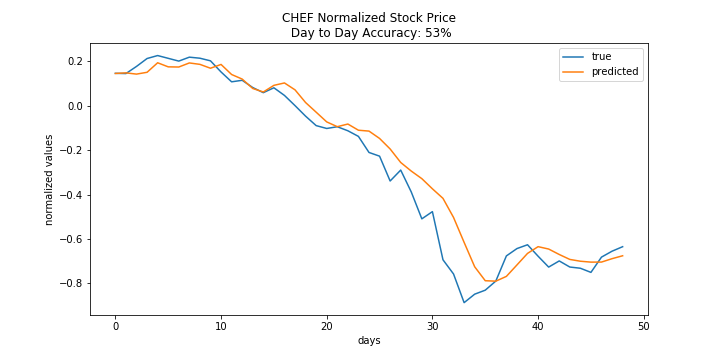 CHEF Normalized Stock Price
Day to Day Accuracy: 53%
true
predicted
normalized values
0.2
0.0
−0.2
−0.4
−0.6
−0.8
0
10
20
30
40
50
days